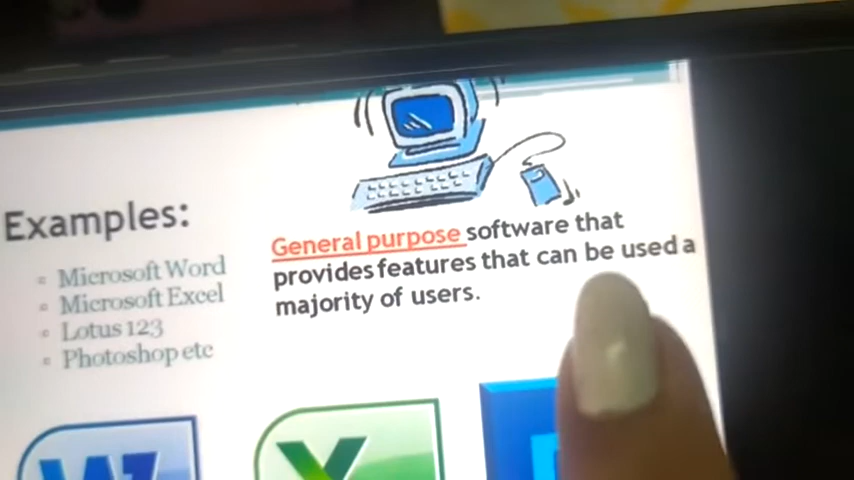 Examples:
Microsoft Word
Microsoft Excel
Lotus 123
Photoshop etc
General purpose software that
provides features that can be used a
majority of users.